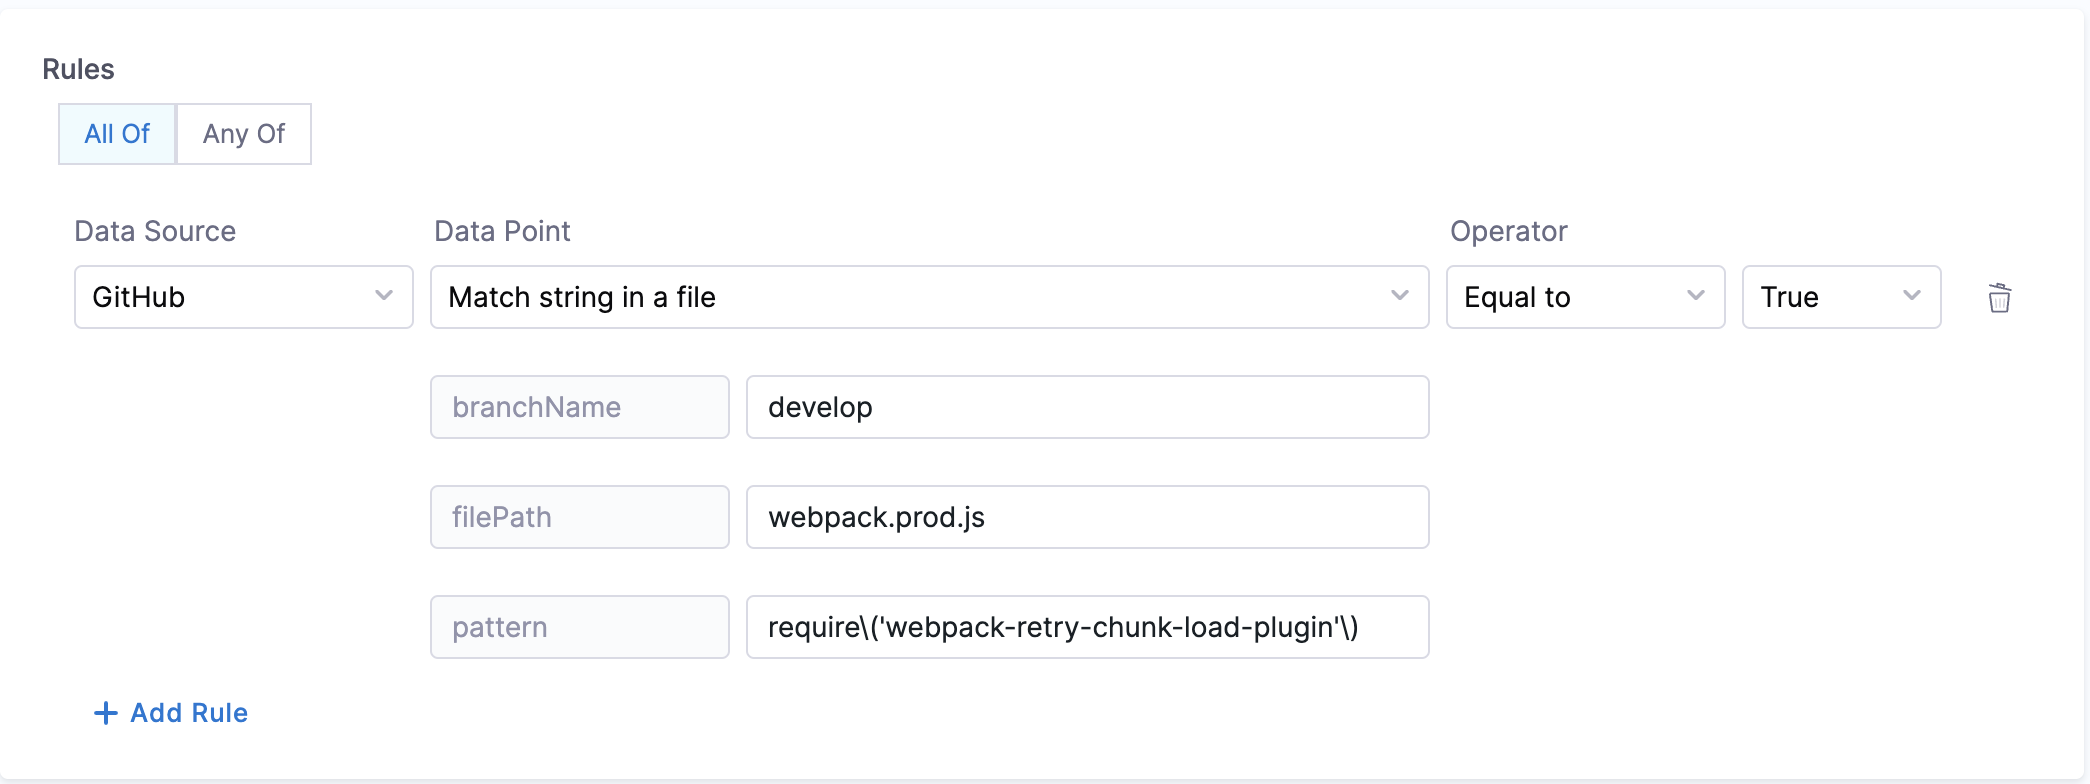 Rules
All Of Any Of
Data Source Data Point Operator
GitHub Match string in a file Equal to True
branchName develop
filePath webpack.prod.js
pattern require\('webpack-retry-chunk-load-plugin'\)
+ Add Rule